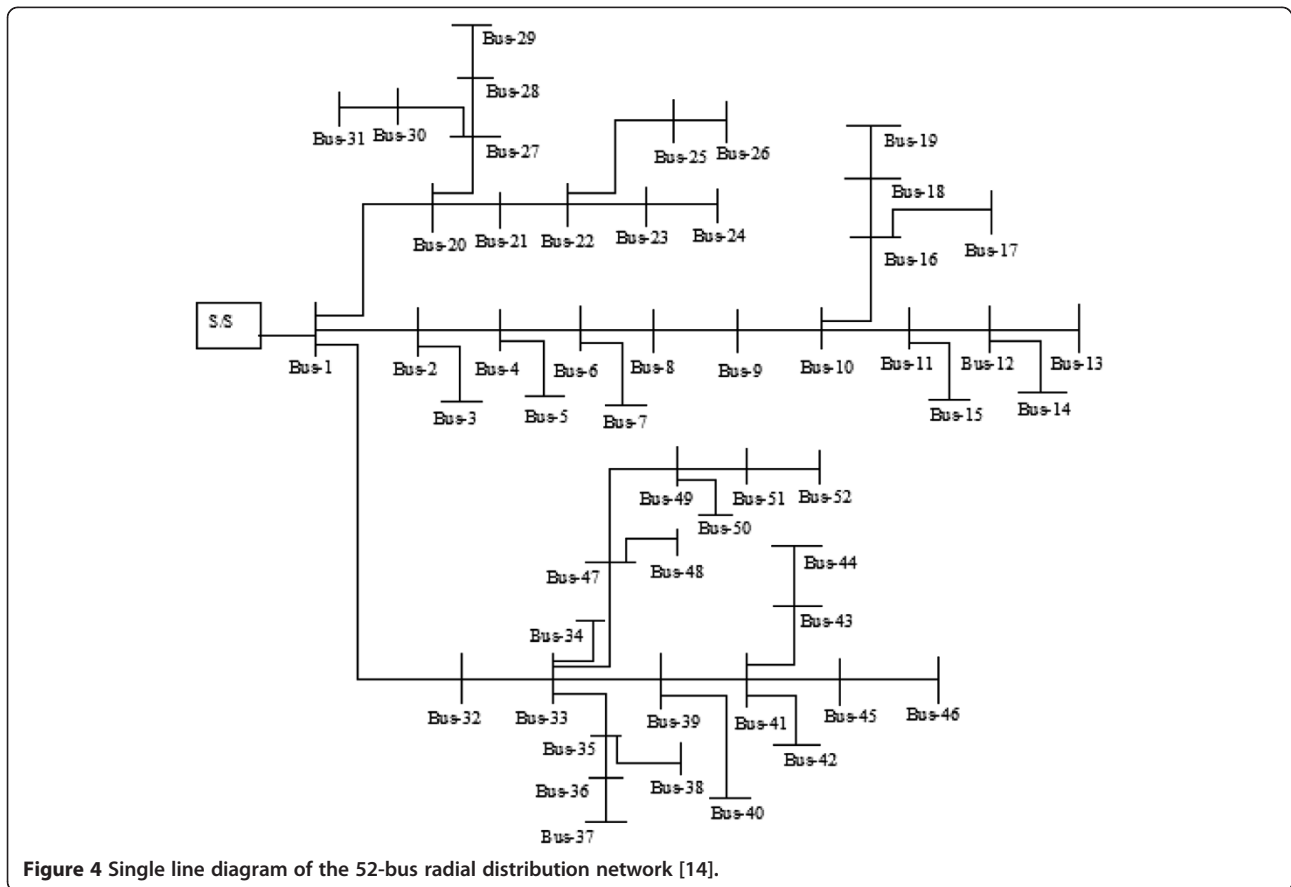 Bus-29
Bus-28
Bus-31
Bus-30
Bus-27
Bus-25
Bus-26
Bus-19
Bus-18
Bus-20
Bus-21
Bus-22
Bus-23
Bus-24
Bus-16
Bus-17
S/S
Bus-1
Bus-2
Bus-4
Bus-6
Bus-8
Bus-9
Bus-10
Bus-11
Bus-12
Bus-13
Bus-3
Bus-5
Bus-7
Bus-15
Bus-14
Bus-49
Bus-51
Bus-52
Bus-50
Bus-47
Bus-48
Bus-44
Bus-34
Bus-43
Bus-32
Bus-33
Bus-39
Bus-41
Bus-45
Bus-46
Bus-35
Bus-42
Bus-38
Bus-36
Bus-40
Bus-37
Figure 4 Single line diagram of the 52-bus radial distribution network [14].